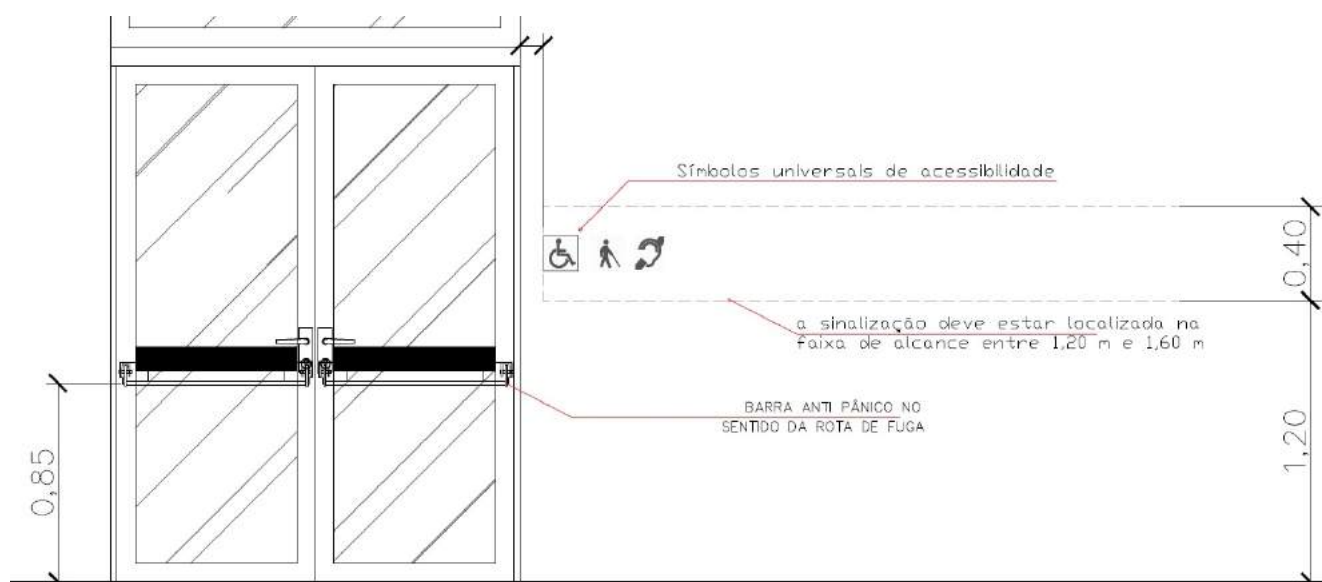 Símbolos universais de acessibilidade
0,40
a sinalização deve estar localizada na
faixa de alcance entre 1,20 m e 1,60 m
BARRA ANTI PÂNICO NO
SENTIDO DA ROTA DE FUGA
0,85
1,20